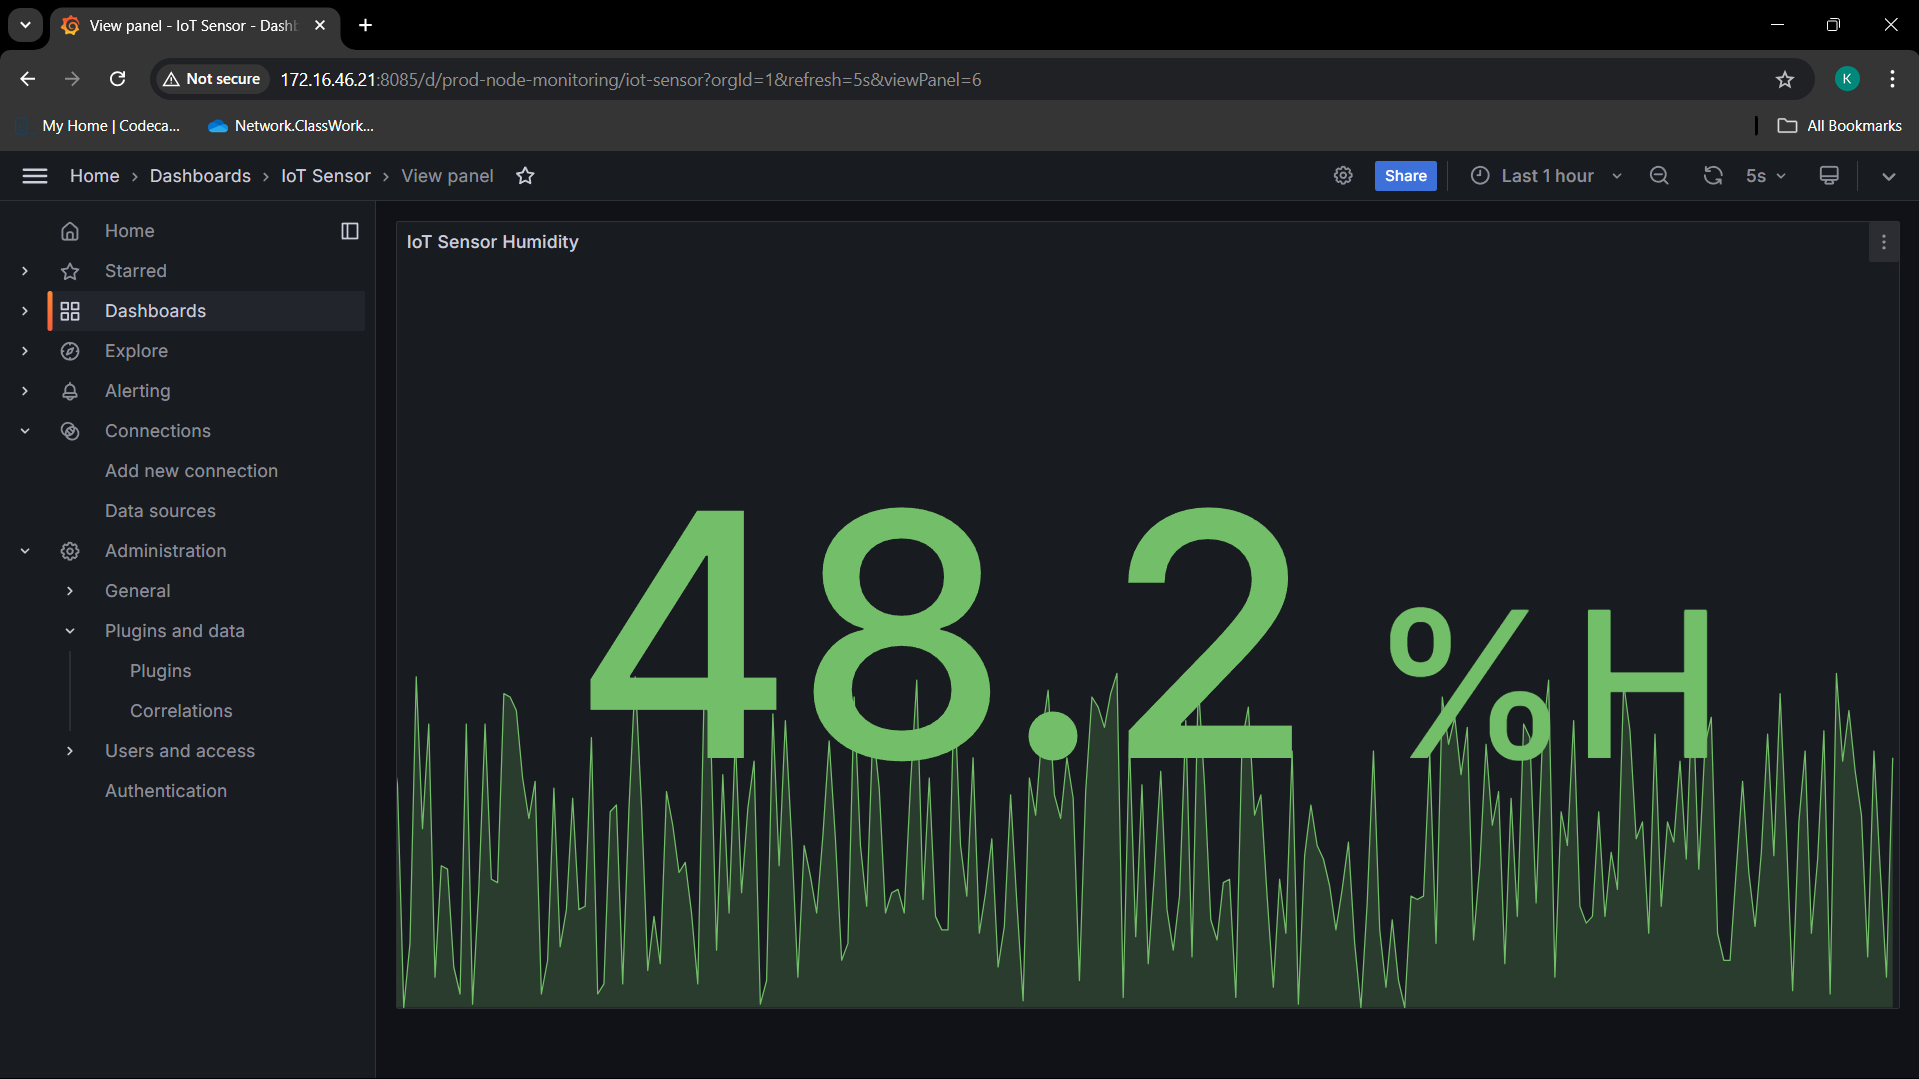 View panel - IoT Sensor - Dashb
Not secure
172.16.46.21:8085/d/prod-node-monitoring/iot-sensor?orgId=1&refresh=5s&viewPanel=6
K
My Home | Codeca...
Network.ClassWork...
All Bookmarks
Home › Dashboards › IoT Sensor › View panel
Share
Last 1 hour
5s
Home
Starred
Dashboards
Explore
Alerting
Connections
Add new connection
Data sources
Administration
General
Plugins and data
Plugins
Correlations
Users and access
Authentication
IoT Sensor Humidity
48.2 %H